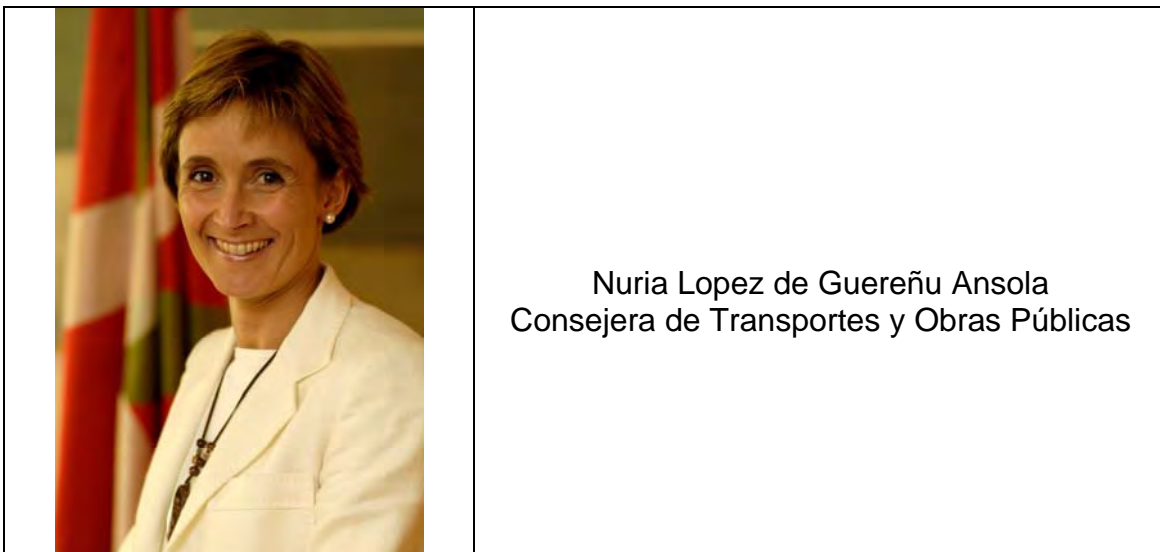 Nuria Lopez de Guereñu Ansola
Consejera de Transportes y Obras Públicas